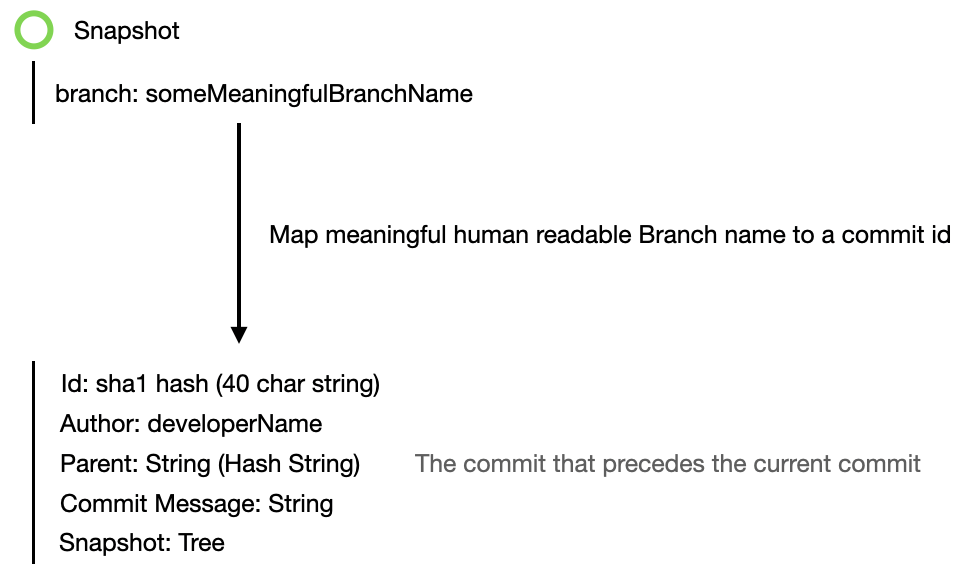 Snapshot
branch: someMeaningfulBranchName
Map meaningful human readable Branch name to a commit id
Id: sha1 hash (40 char string)
Author: developerName
Parent: String (Hash String)
The commit that precedes the current commit
Commit Message: String
Snapshot: Tree